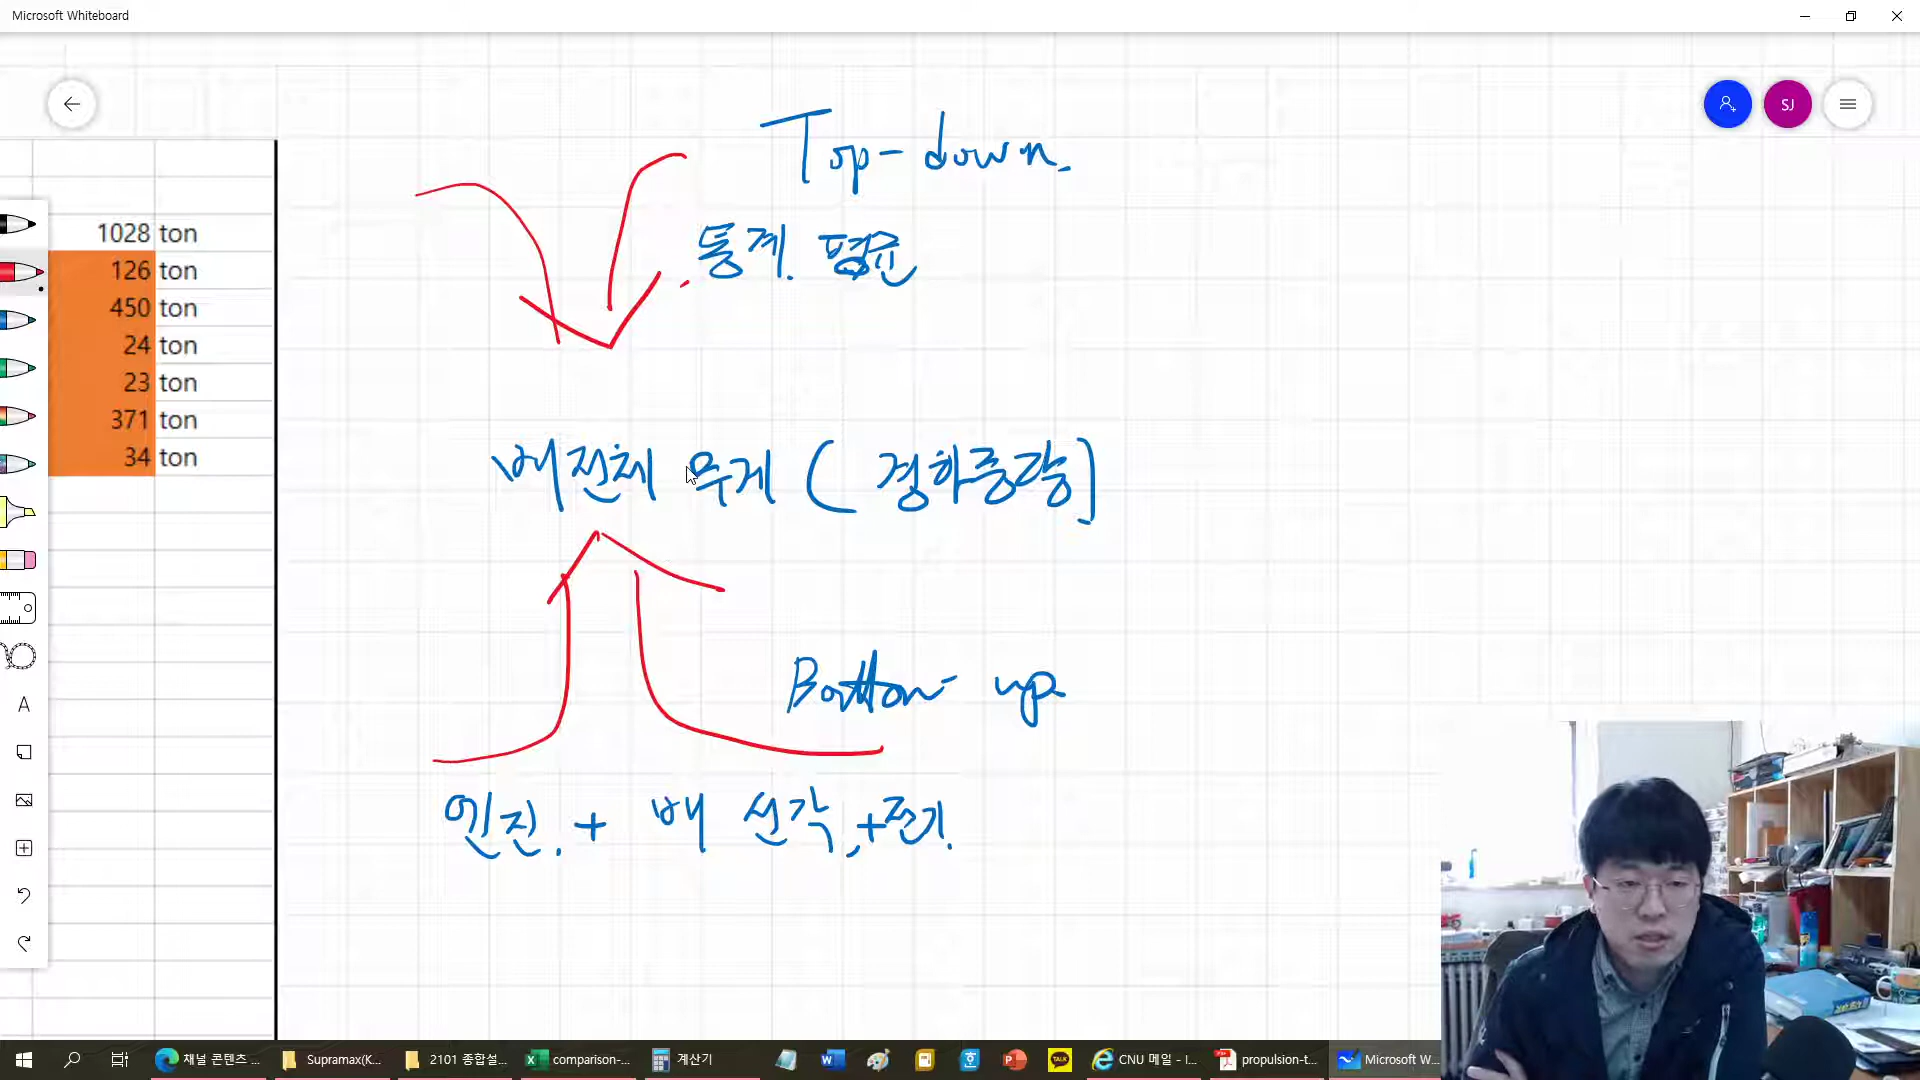 Microsoft Whiteboard
SJ
Top-down.
통계. 평균
1028 ton
126 ton
450 ton
24 ton
23 ton
371 ton
34 ton
배전체 무게 (경하중량)
Bottom-up
엔진. + 배 선각, +전기.
A
채널 콘텐츠 ...
Supramax(K...
2101 종합설...
comparison-...
계산기
TALK
CNU 메일 - I...
propulsion-t...
Microsoft W...